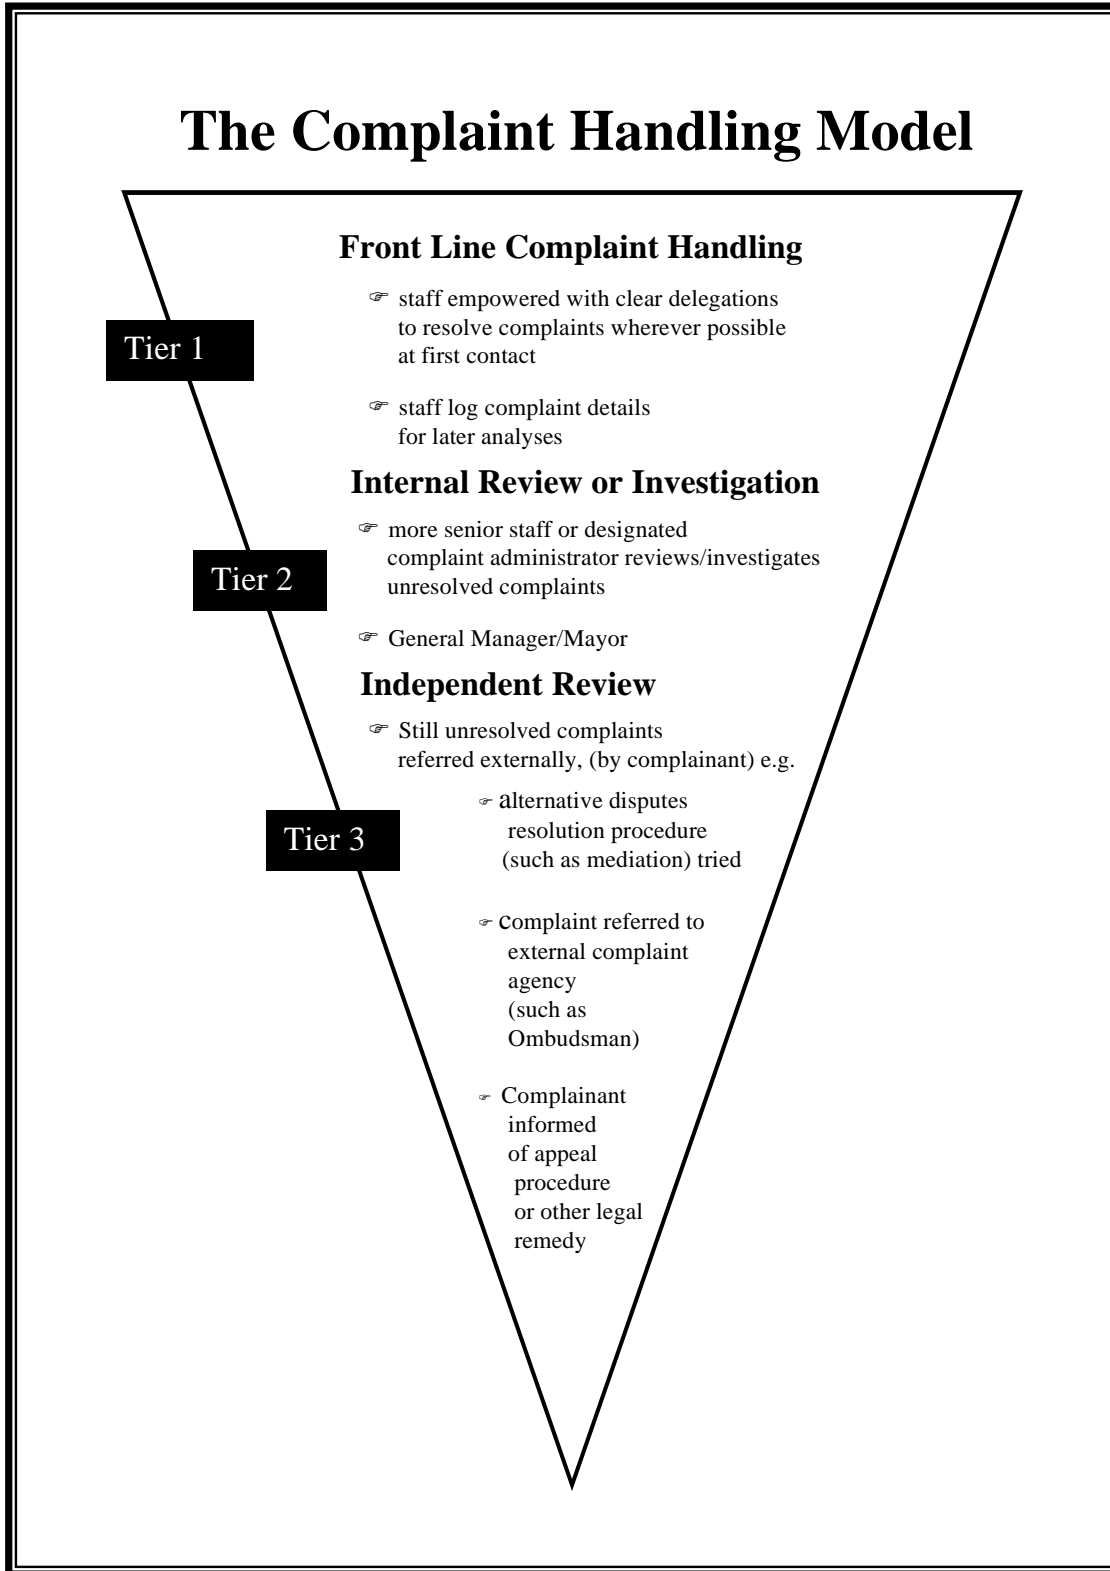 The Complaint Handling Model
Front Line Complaint Handling
☞ staff empowered with clear delegations
to resolve complaints wherever possible
at first contact
Tier 1
☞ staff log complaint details
for later analyses
Internal Review or Investigation
☞ more senior staff or designated
complaint administrator reviews/investigates
unresolved complaints
Tier 2
☞ General Manager/Mayor
Independent Review
☞ Still unresolved complaints
referred externally, (by complainant) e.g.
☞ alternative disputes
resolution procedure
(such as mediation) tried
Tier 3
☞ complaint referred to
external complaint
agency
(such as
Ombudsman)
☞ Complainant
informed
of appeal
procedure
or other legal
remedy